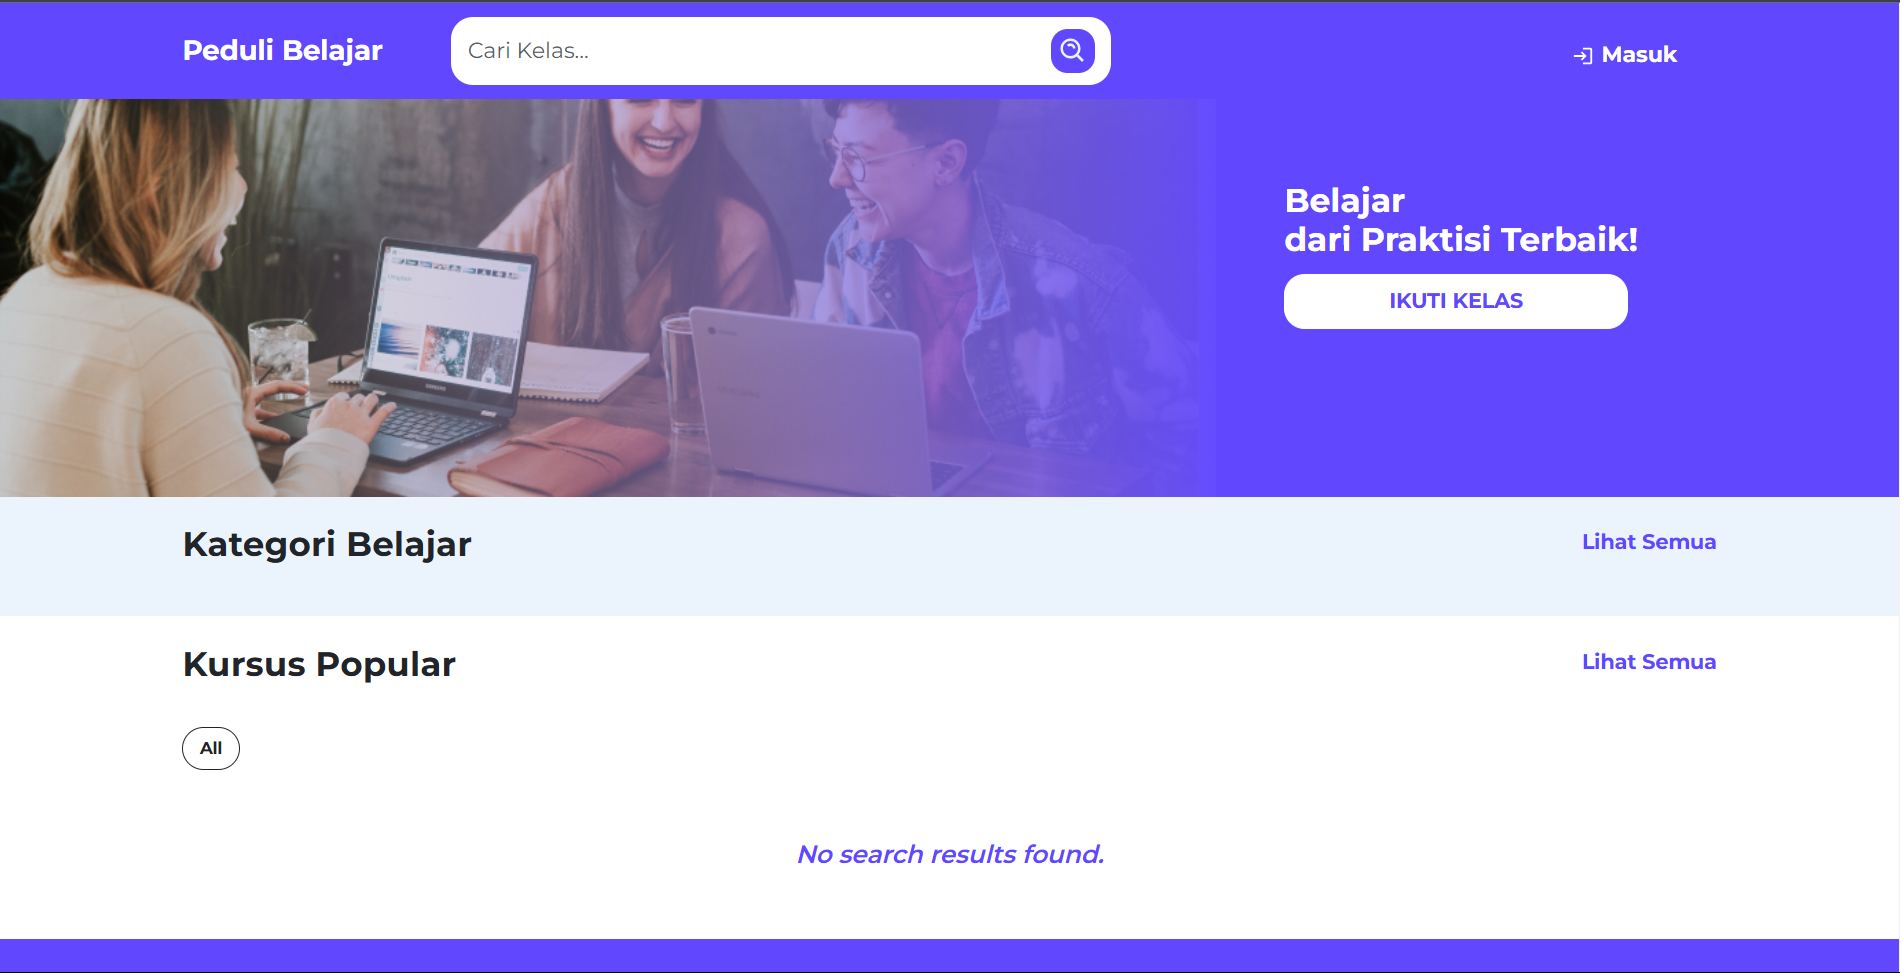 Peduli Belajar
Cari Kelas...
Masuk
Belajar
dari Praktisi Terbaik!
IKUTI KELAS
Kategori Belajar
Lihat Semua
Kursus Popular
Lihat Semua
All
No search results found.